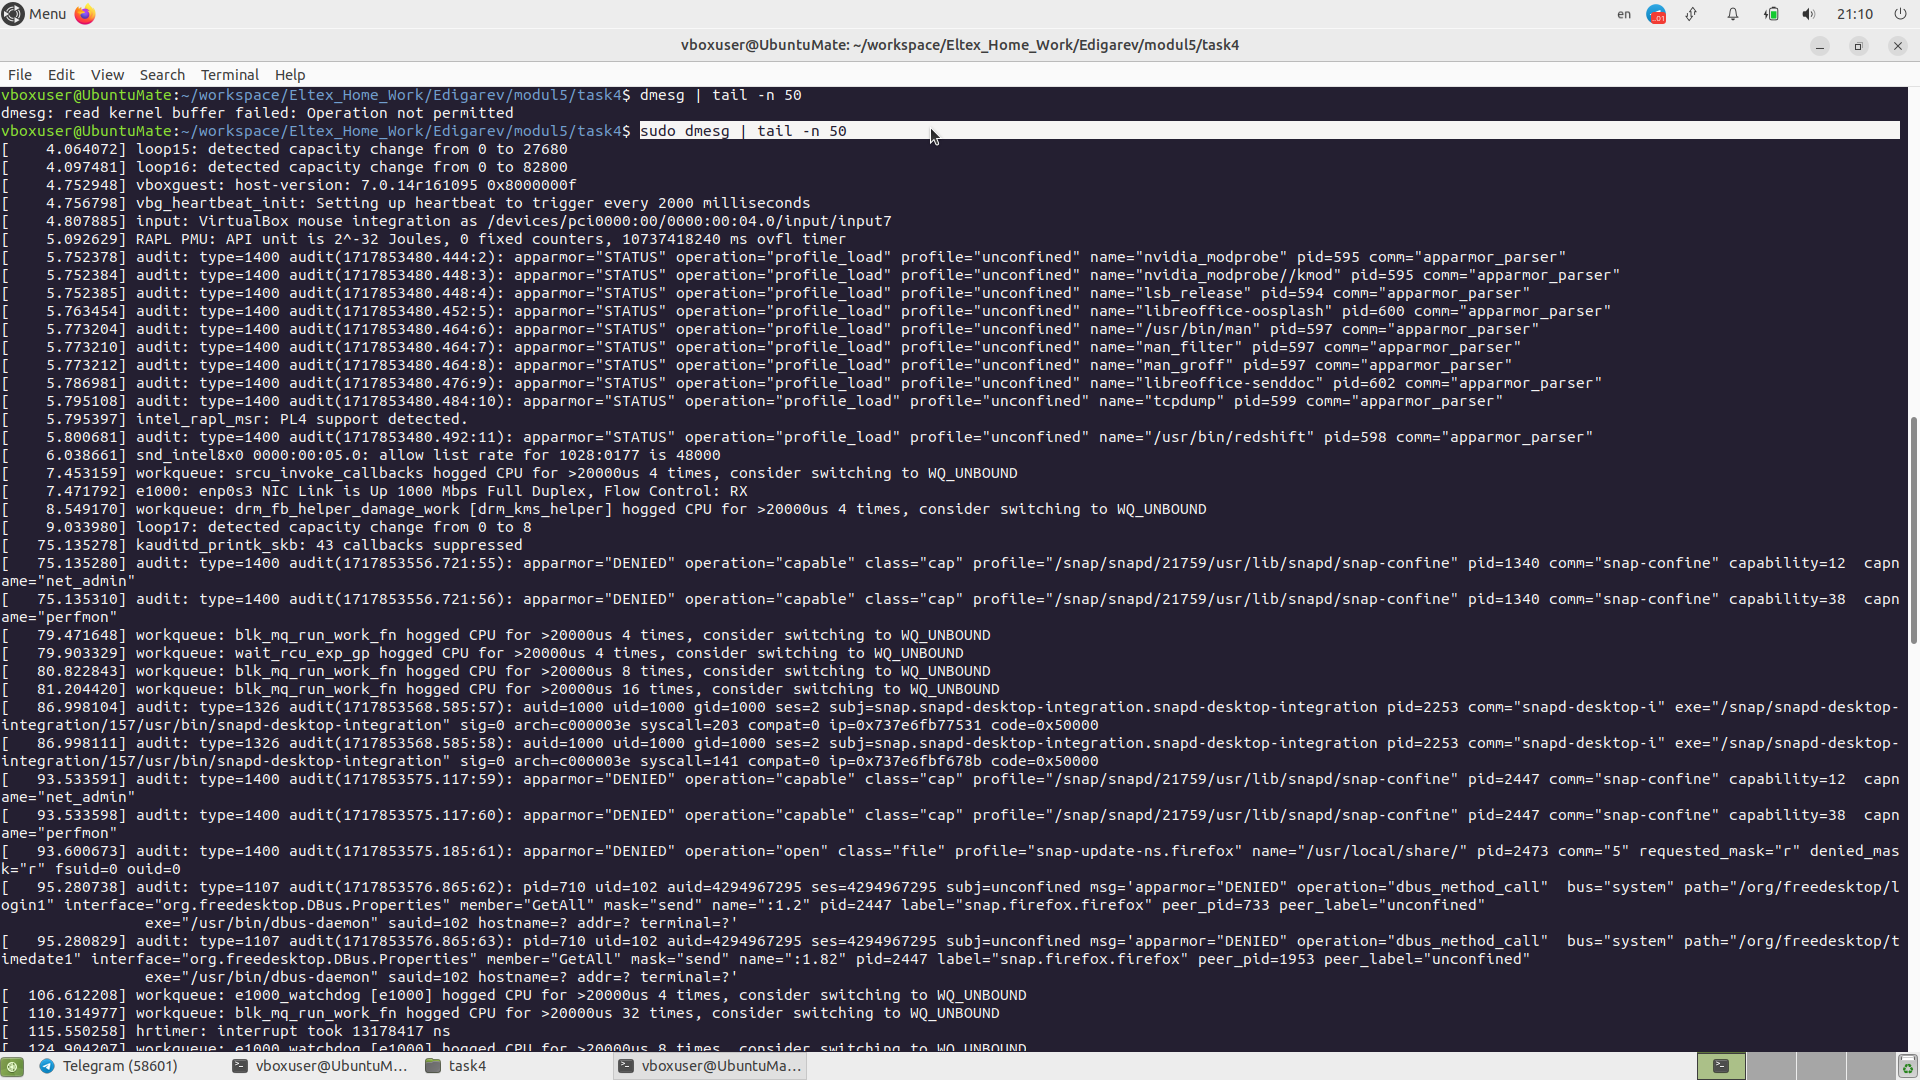 Menu
en
.01
21:10
vboxuser@UbuntuMate: ~/workspace/Eltex_Home_Work/Edigarev/modul5/task4
File Edit View Search Terminal Help
vboxuser@UbuntuMate:~/workspace/Eltex_Home_Work/Edigarev/modul5/task4$ dmesg | tail -n 50
dmesg: read kernel buffer failed: Operation not permitted
vboxuser@UbuntuMate:~/workspace/Eltex_Home_Work/Edigarev/modul5/task4$ sudo dmesg | tail -n 50
[    4.064072] loop15: detected capacity change from 0 to 27680
[    4.097481] loop16: detected capacity change from 0 to 82800
[    4.752948] vboxguest: host-version: 7.0.14r161095 0x8000000f
[    4.756798] vbg_heartbeat_init: Setting up heartbeat to trigger every 2000 milliseconds
[    4.807885] input: VirtualBox mouse integration as /devices/pci0000:00/0000:00:04.0/input/input7
[    5.092629] RAPL PMU: API unit is 2^-32 Joules, 0 fixed counters, 10737418240 ms ovfl timer
[    5.752378] audit: type=1400 audit(1717853480.444:2): apparmor="STATUS" operation="profile_load" profile="unconfined" name="nvidia_modprobe" pid=595 comm="apparmor_parser"
[    5.752384] audit: type=1400 audit(1717853480.448:3): apparmor="STATUS" operation="profile_load" profile="unconfined" name="nvidia_modprobe//kmod" pid=595 comm="apparmor_parser"
[    5.752385] audit: type=1400 audit(1717853480.448:4): apparmor="STATUS" operation="profile_load" profile="unconfined" name="lsb_release" pid=594 comm="apparmor_parser"
[    5.763454] audit: type=1400 audit(1717853480.452:5): apparmor="STATUS" operation="profile_load" profile="unconfined" name="libreoffice-oosplash" pid=600 comm="apparmor_parser"
[    5.773204] audit: type=1400 audit(1717853480.464:6): apparmor="STATUS" operation="profile_load" profile="unconfined" name="/usr/bin/man" pid=597 comm="apparmor_parser"
[    5.773210] audit: type=1400 audit(1717853480.464:7): apparmor="STATUS" operation="profile_load" profile="unconfined" name="man_filter" pid=597 comm="apparmor_parser"
[    5.773212] audit: type=1400 audit(1717853480.464:8): apparmor="STATUS" operation="profile_load" profile="unconfined" name="man_groff" pid=597 comm="apparmor_parser"
[    5.786981] audit: type=1400 audit(1717853480.476:9): apparmor="STATUS" operation="profile_load" profile="unconfined" name="libreoffice-senddoc" pid=602 comm="apparmor_parser"
[    5.795108] audit: type=1400 audit(1717853480.484:10): apparmor="STATUS" operation="profile_load" profile="unconfined" name="tcpdump" pid=599 comm="apparmor_parser"
[    5.795397] intel_rapl_msr: PL4 support detected.
[    5.800681] audit: type=1400 audit(1717853480.492:11): apparmor="STATUS" operation="profile_load" profile="unconfined" name="/usr/bin/redshift" pid=598 comm="apparmor_parser"
[    6.038661] snd_intel8x0 0000:00:05.0: allow list rate for 1028:0177 is 48000
[    7.453159] workqueue: srcu_invoke_callbacks hogged CPU for >20000us 4 times, consider switching to WQ_UNBOUND
[    7.471792] e1000: enp0s3 NIC Link is Up 1000 Mbps Full Duplex, Flow Control: RX
[    8.549170] workqueue: drm_fb_helper_damage_work [drm_kms_helper] hogged CPU for >20000us 4 times, consider switching to WQ_UNBOUND
[    9.033980] loop17: detected capacity change from 0 to 8
[   75.135278] kauditd_printk_skb: 43 callbacks suppressed
[   75.135280] audit: type=1400 audit(1717853556.721:55): apparmor="DENIED" operation="capable" class="cap" profile="/snap/snapd/21759/usr/lib/snapd/snap-confine" pid=1340 comm="snap-confine" capability=12  capn
ame="net_admin"
[   75.135310] audit: type=1400 audit(1717853556.721:56): apparmor="DENIED" operation="capable" class="cap" profile="/snap/snapd/21759/usr/lib/snapd/snap-confine" pid=1340 comm="snap-confine" capability=38  capn
ame="perfmon"
[   79.471648] workqueue: blk_mq_run_work_fn hogged CPU for >20000us 4 times, consider switching to WQ_UNBOUND
[   79.903329] workqueue: wait_rcu_exp_gp hogged CPU for >20000us 4 times, consider switching to WQ_UNBOUND
[   80.822843] workqueue: blk_mq_run_work_fn hogged CPU for >20000us 8 times, consider switching to WQ_UNBOUND
[   81.204420] workqueue: blk_mq_run_work_fn hogged CPU for >20000us 16 times, consider switching to WQ_UNBOUND
[   86.998104] audit: type=1326 audit(1717853568.585:57): auid=1000 uid=1000 gid=1000 ses=2 subj=snap.snapd-desktop-integration.snapd-desktop-integration pid=2253 comm="snapd-desktop-i" exe="/snap/snapd-desktop-
integration/157/usr/bin/snapd-desktop-integration" sig=0 arch=c000003e syscall=203 compat=0 ip=0x737e6fb77531 code=0x50000
[   86.998111] audit: type=1326 audit(1717853568.585:58): auid=1000 uid=1000 gid=1000 ses=2 subj=snap.snapd-desktop-integration.snapd-desktop-integration pid=2253 comm="snapd-desktop-i" exe="/snap/snapd-desktop-
integration/157/usr/bin/snapd-desktop-integration" sig=0 arch=c000003e syscall=141 compat=0 ip=0x737e6fbf678b code=0x50000
[   93.533591] audit: type=1400 audit(1717853575.117:59): apparmor="DENIED" operation="capable" class="cap" profile="/snap/snapd/21759/usr/lib/snapd/snap-confine" pid=2447 comm="snap-confine" capability=12  capn
ame="net_admin"
[   93.533598] audit: type=1400 audit(1717853575.117:60): apparmor="DENIED" operation="capable" class="cap" profile="/snap/snapd/21759/usr/lib/snapd/snap-confine" pid=2447 comm="snap-confine" capability=38  capn
ame="perfmon"
[   93.600673] audit: type=1400 audit(1717853575.185:61): apparmor="DENIED" operation="open" class="file" profile="snap-update-ns.firefox" name="/usr/local/share/" pid=2473 comm="5" requested_mask="r" denied_mas
k="r" fsuid=0 ouid=0
[   95.280738] audit: type=1107 audit(1717853576.865:62): pid=710 uid=102 auid=4294967295 ses=4294967295 subj=unconfined msg='apparmor="DENIED" operation="dbus_method_call"  bus="system" path="/org/freedesktop/l
ogin1" interface="org.freedesktop.DBus.Properties" member="GetAll" mask="send" name=":1.2" pid=2447 label="snap.firefox.firefox" peer_pid=733 peer_label="unconfined"
exe="/usr/bin/dbus-daemon" sauid=102 hostname=? addr=? terminal=?'
[   95.280829] audit: type=1107 audit(1717853576.865:63): pid=710 uid=102 auid=4294967295 ses=4294967295 subj=unconfined msg='apparmor="DENIED" operation="dbus_method_call"  bus="system" path="/org/freedesktop/t
imedate1" interface="org.freedesktop.DBus.Properties" member="GetAll" mask="send" name=":1.82" pid=2447 label="snap.firefox.firefox" peer_pid=1953 peer_label="unconfined"
exe="/usr/bin/dbus-daemon" sauid=102 hostname=? addr=? terminal=?'
[  106.612208] workqueue: e1000_watchdog [e1000] hogged CPU for >20000us 4 times, consider switching to WQ_UNBOUND
[  110.314977] workqueue: blk_mq_run_work_fn hogged CPU for >20000us 32 times, consider switching to WQ_UNBOUND
[  115.550258] hrtimer: interrupt took 13178417 ns
[  124.904207] workqueue: e1000_watchdog [e1000] hogged CPU for >20000us 8 times, consider switching to WQ_UNBOUND
Telegram (58601)
vboxuser@UbuntuM...
task4
vboxuser@UbuntuMa...